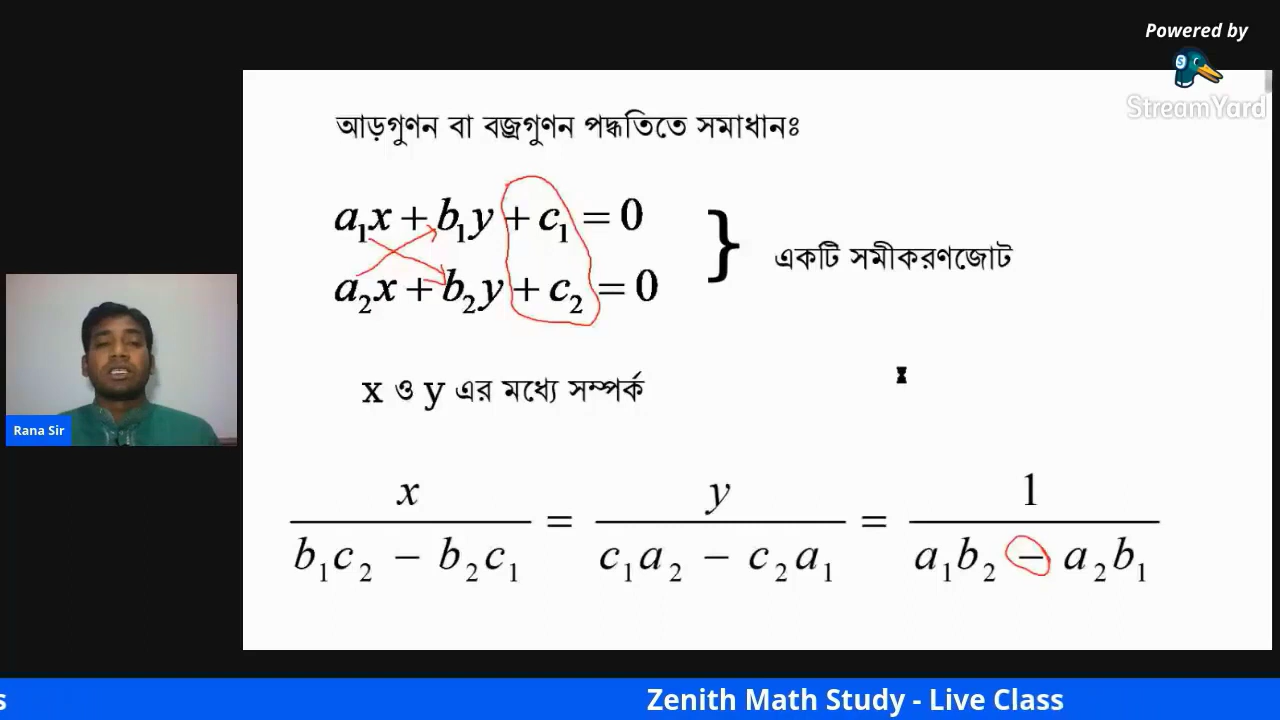 Powered by
StreamYard
আড়গুণন বা বজ্রগুণন পদ্ধতিতে সমাধানঃ
a₁x + b₁y + c₁ = 0
a₂x + b₂y + c₂ = 0
} একটি সমীকরণজোট
x ও y এর মধ্যে সম্পর্ক
x / (b₁c₂ − b₂c₁) = y / (c₁a₂ − c₂a₁) = 1 / (a₁b₂ − a₂b₁)
Rana Sir
s
Zenith Math Study - Live Class